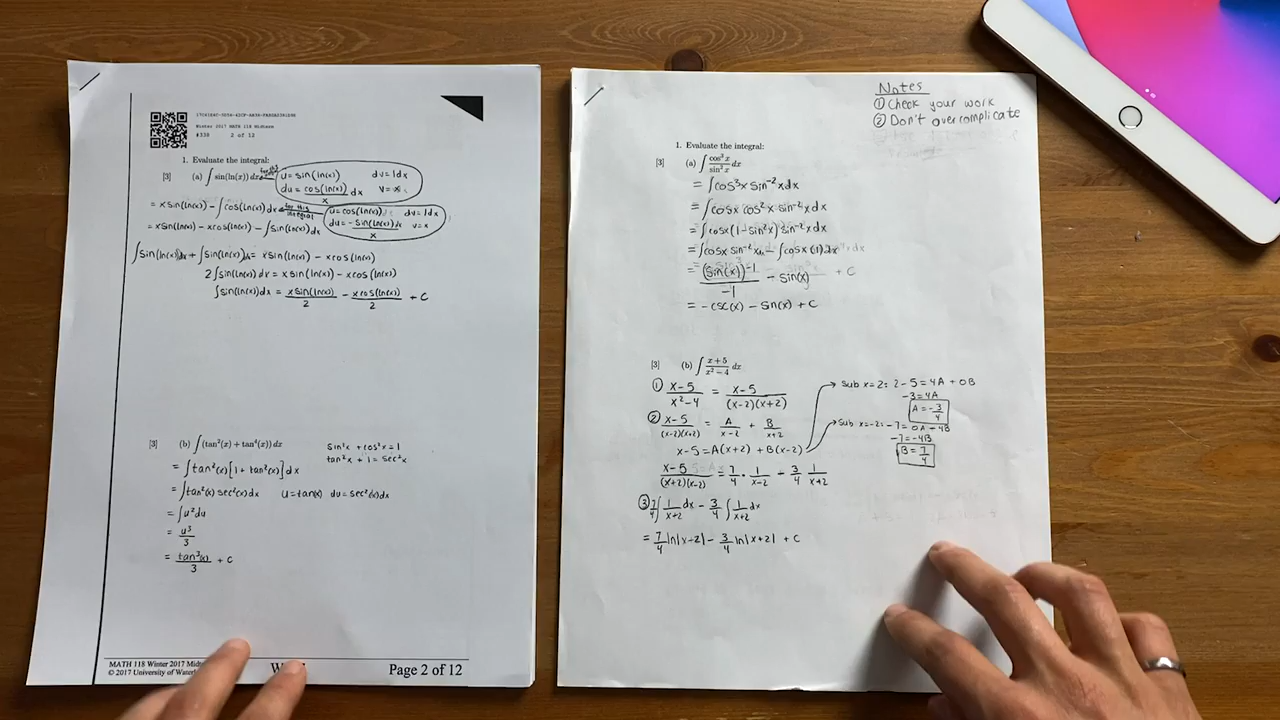 Winter 2017 MATH 118 Midterm
#338 2 of 12
1. Evaluate the integral:
[3] (a) ∫ sin(ln(x)) dx
u = sin(ln(x)) dv = 1dx
du = cos(ln(x))/x dx v = x
= x sin(ln(x)) - ∫cos(ln(x)) dx for this integral
u = cos(ln(x)) dv = 1dx
du = -sin(ln(x))/x dx v = x
= x sin(ln(x)) - x cos(ln(x)) - ∫sin(ln(x)) dx
∫sin(ln(x))dx + ∫sin(ln(x))dx = x sin(ln(x)) - x cos(ln(x))
2∫sin(ln(x)) dx = x sin(ln(x)) - x cos(ln(x))
∫sin(ln(x)) dx = x sin(ln(x))/2 - x cos(ln(x))/2 + C
[3] (b) ∫ (tan²(x) + tan⁴(x)) dx
sin²x + cos²x = 1
tan²x + 1 = sec²x
= ∫tan²(x)[1 + tan²(x)] dx
= ∫tan²(x) sec²(x) dx u = tan(x) du = sec²(x) dx
= ∫u² du
= u³/3
= tan³(x)/3 + C
MATH 118 Winter 2017
© 2017 University of
Page 2 of 12
Notes
① Check your work
② Don't overcomplicate
1. Evaluate the integral:
[3] (a) ∫ cos³x/sin²x dx
= ∫cos³x sin⁻²x dx
= ∫cosx cos²x sin⁻²x dx
= ∫cosx (1-sin²x) sin⁻²x dx
= ∫cosx sin⁻²x dx - ∫cosx (1) dx
= (sin(x))⁻¹/-1 - sin(x) + C
= -csc(x) - sin(x) + C
[3] (b) ∫ x+5/x²-4 dx
① x-5/x²-4 = x-5/(x-2)(x+2)
② x-5/(x-2)(x+2) = A/x-2 + B/x+2
x-5 = A(x+2) + B(x-2)
x-5/(x+2)(x-2) = 7/4 · 1/x-2 - 3/4 1/x+2
→ Sub x=2: 2-5 = 4A + 0B
-3 = 4A
A = -3/4
→ Sub x=-2: -7 = 0A + -4B
-7 = -4B
B = 7/4
③ 7/4 ∫ 1/x+2 dx - 3/4 ∫ 1/x+2 dx
= 7/4 ln|x-2| - 3/4 ln|x+2| + C